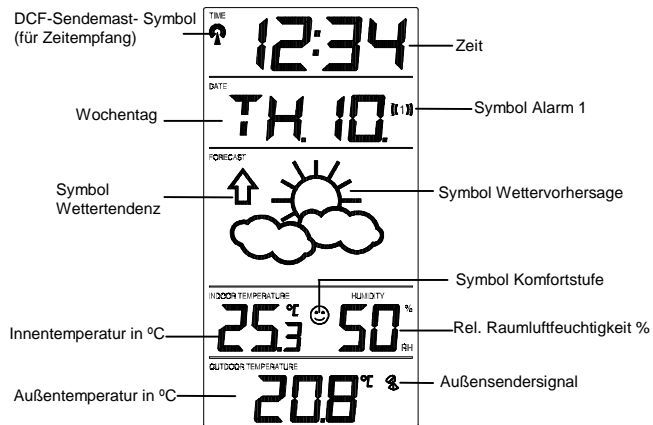 DCF-Sendemast- Symbol
(für Zeitempfang)
TIME
12:34
Zeit
DATE
Wochentag
TH. 10.
((1))
Symbol Alarm 1
FORECAST
Symbol
Wettertendenz
Symbol Wettervorhersage
Symbol Komfortstufe
INDOOR TEMPERATURE
HUMIDITY
Innentemperatur in ºC
25.3 °C
50 % RH
Rel. Raumluftfeuchtigkeit %
OUTDOOR TEMPERATURE
Außentemperatur in ºC
20.8 °C
Außensendersignal